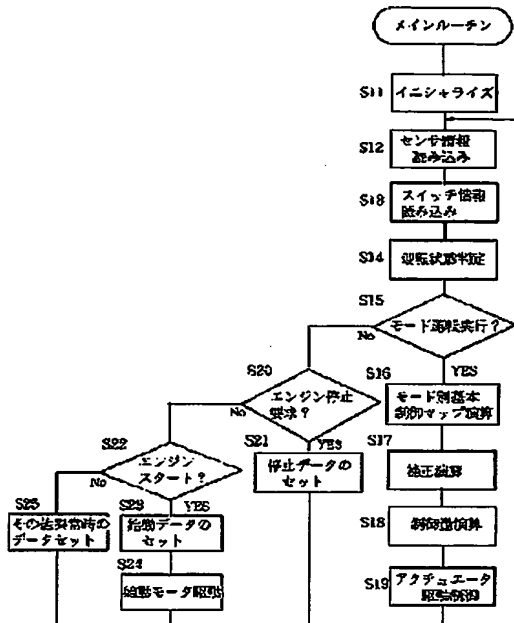 メインルーチン
S11
イニシャライズ
S12
センサ情報
読み込み
S13
スイッチ情報
読み込み
S14
運転状態判定
S15
モード運転実行？
No
YES
S20
エンジン停止
要求？
No
YES
S16
モード別基本
制御マップ演算
S22
エンジン
スタート？
No
YES
S21
停止データの
セット
S17
補正演算
S25
その他異常時の
データセット
S23
始動データの
セット
S18
制御量演算
S24
始動モータ駆動
S19
アクチュエータ
駆動制御